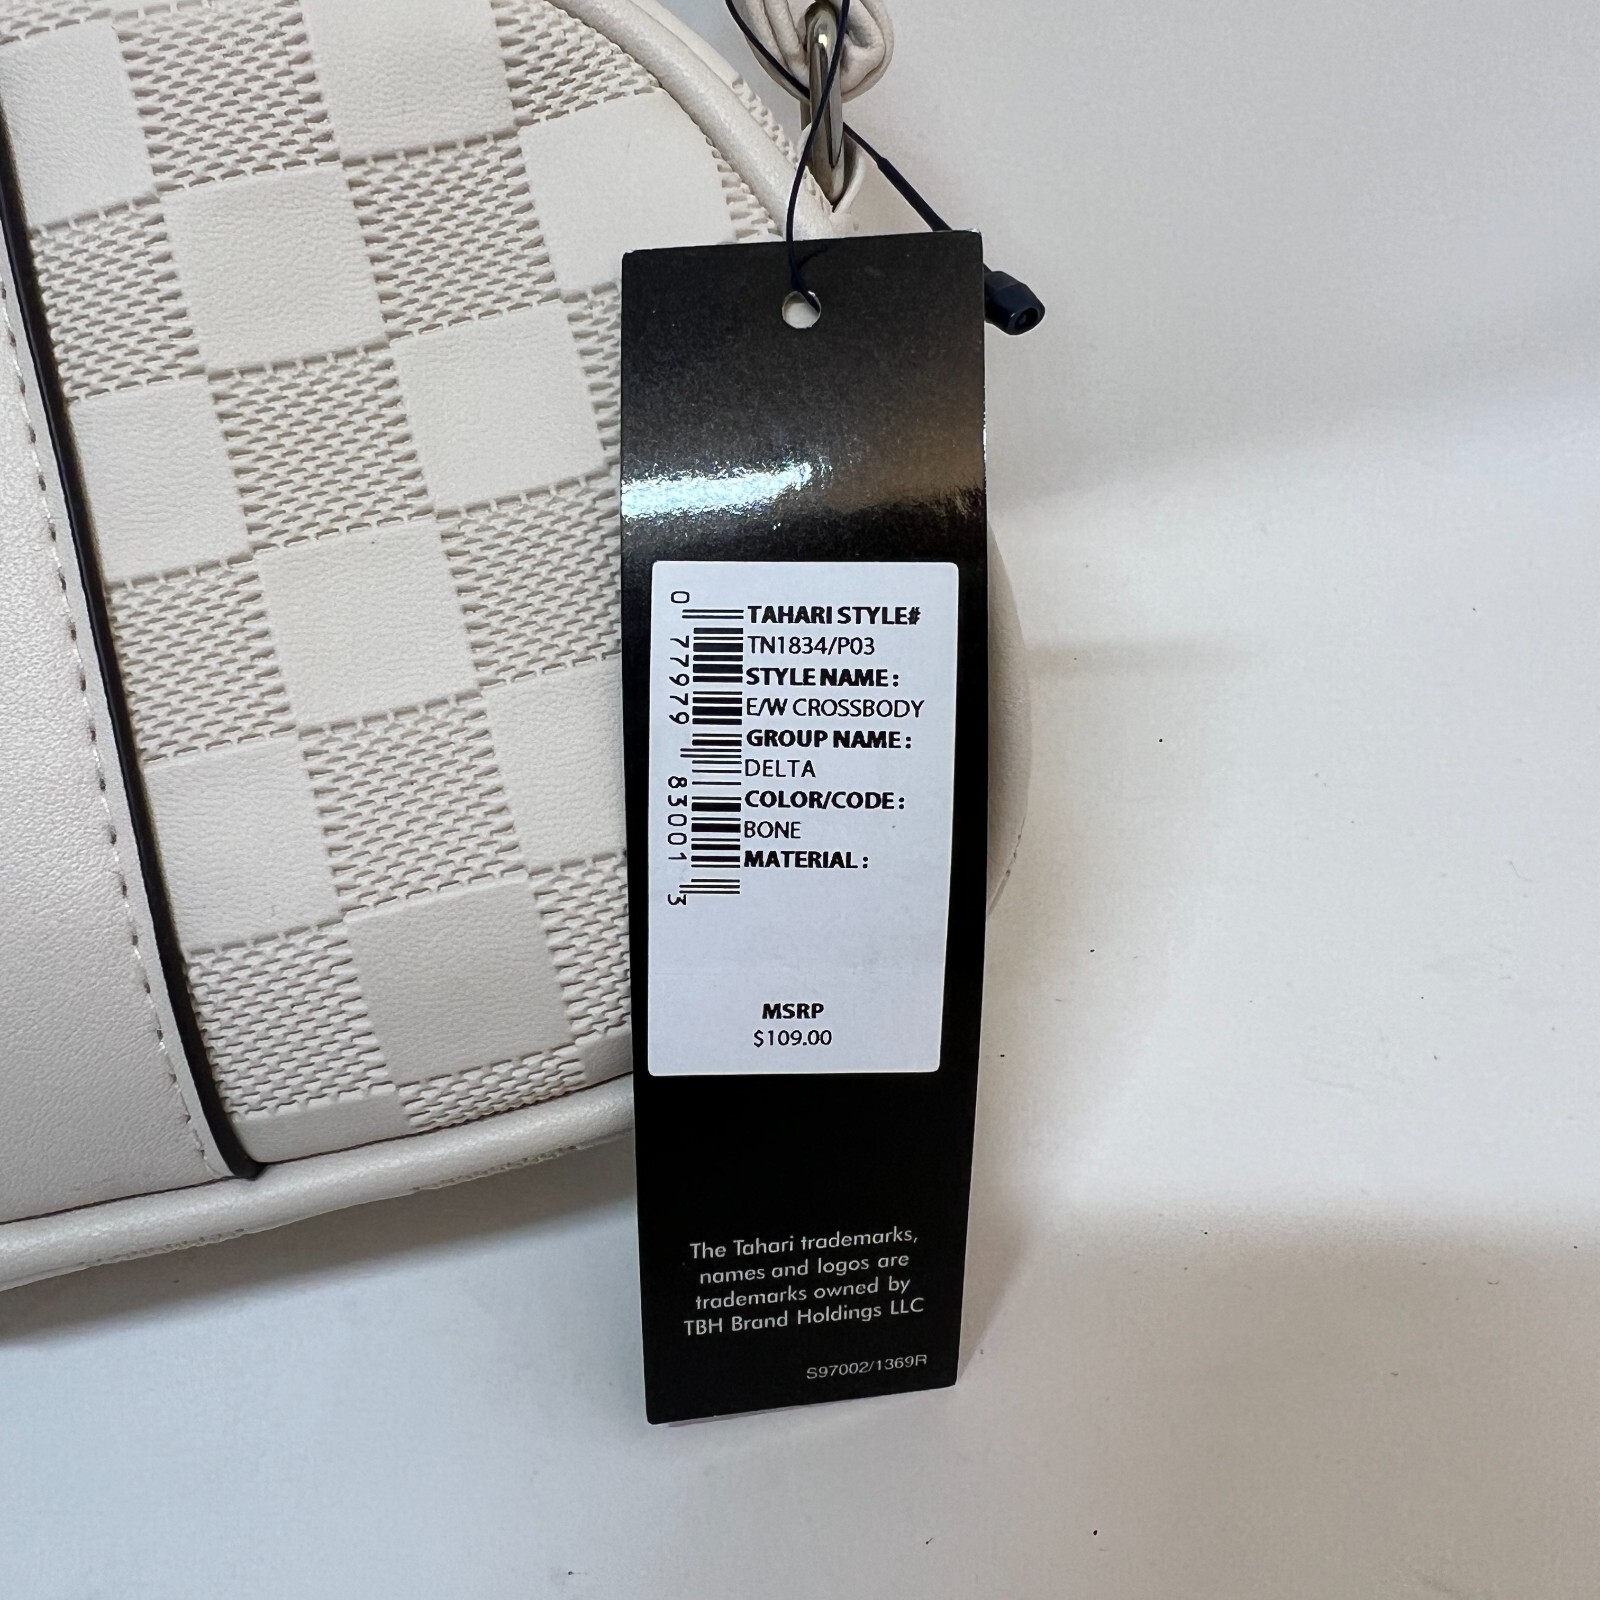 TAHARI STYLE#
TN1834/P03
STYLE NAME:
E/W CROSSBODY
GROUP NAME:
DELTA
COLOR/CODE:
BONE
MATERIAL:
0 77979 83001 3
MSRP
$109.00
The Tahari trademarks,
names and logos are
trademarks owned by
TBH Brand Holdings LLC
S97002/1369R